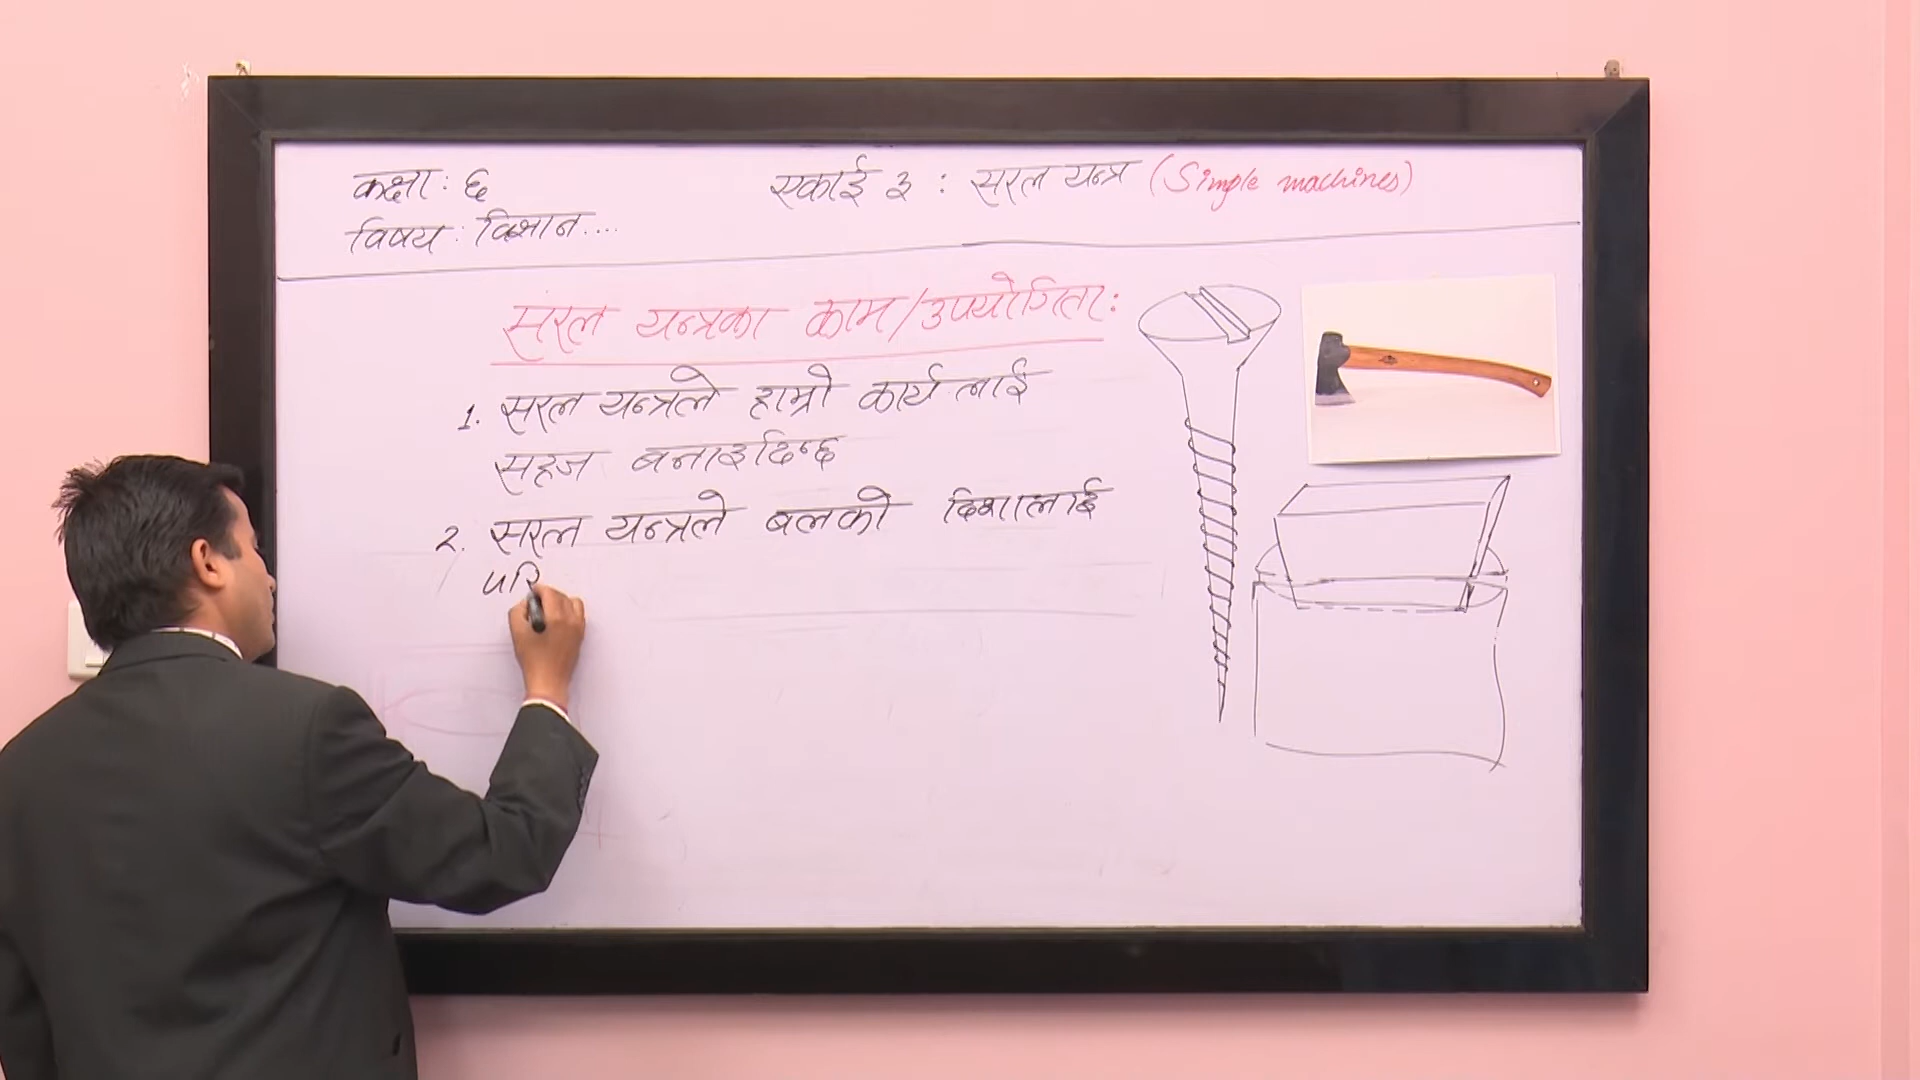 कक्षा: ६
एकाई ३ : सरल यन्त्र (Simple machines)
विषय: विज्ञान....
सरल यन्त्रका काम/उपयोगिता:
1. सरल यन्त्रले हाम्रो कार्यलाई
सहज बनाइदिन्छ
2. सरल यन्त्रले बलको दिशालाई
परि